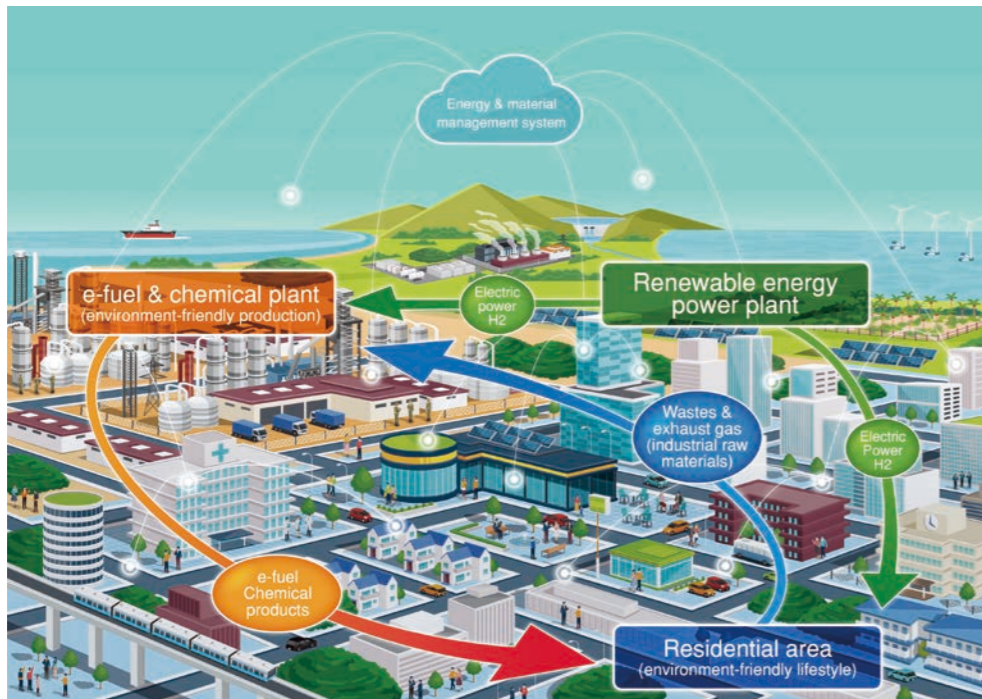 Energy & material
management system
e-fuel & chemical plant
(environment-friendly production)
Electric
power
H2
Renewable energy
power plant
Wastes &
exhaust gas
(industrial raw
materials)
Electric
Power
H2
e-fuel
Chemical
products
Residential area
(environment-friendly lifestyle)